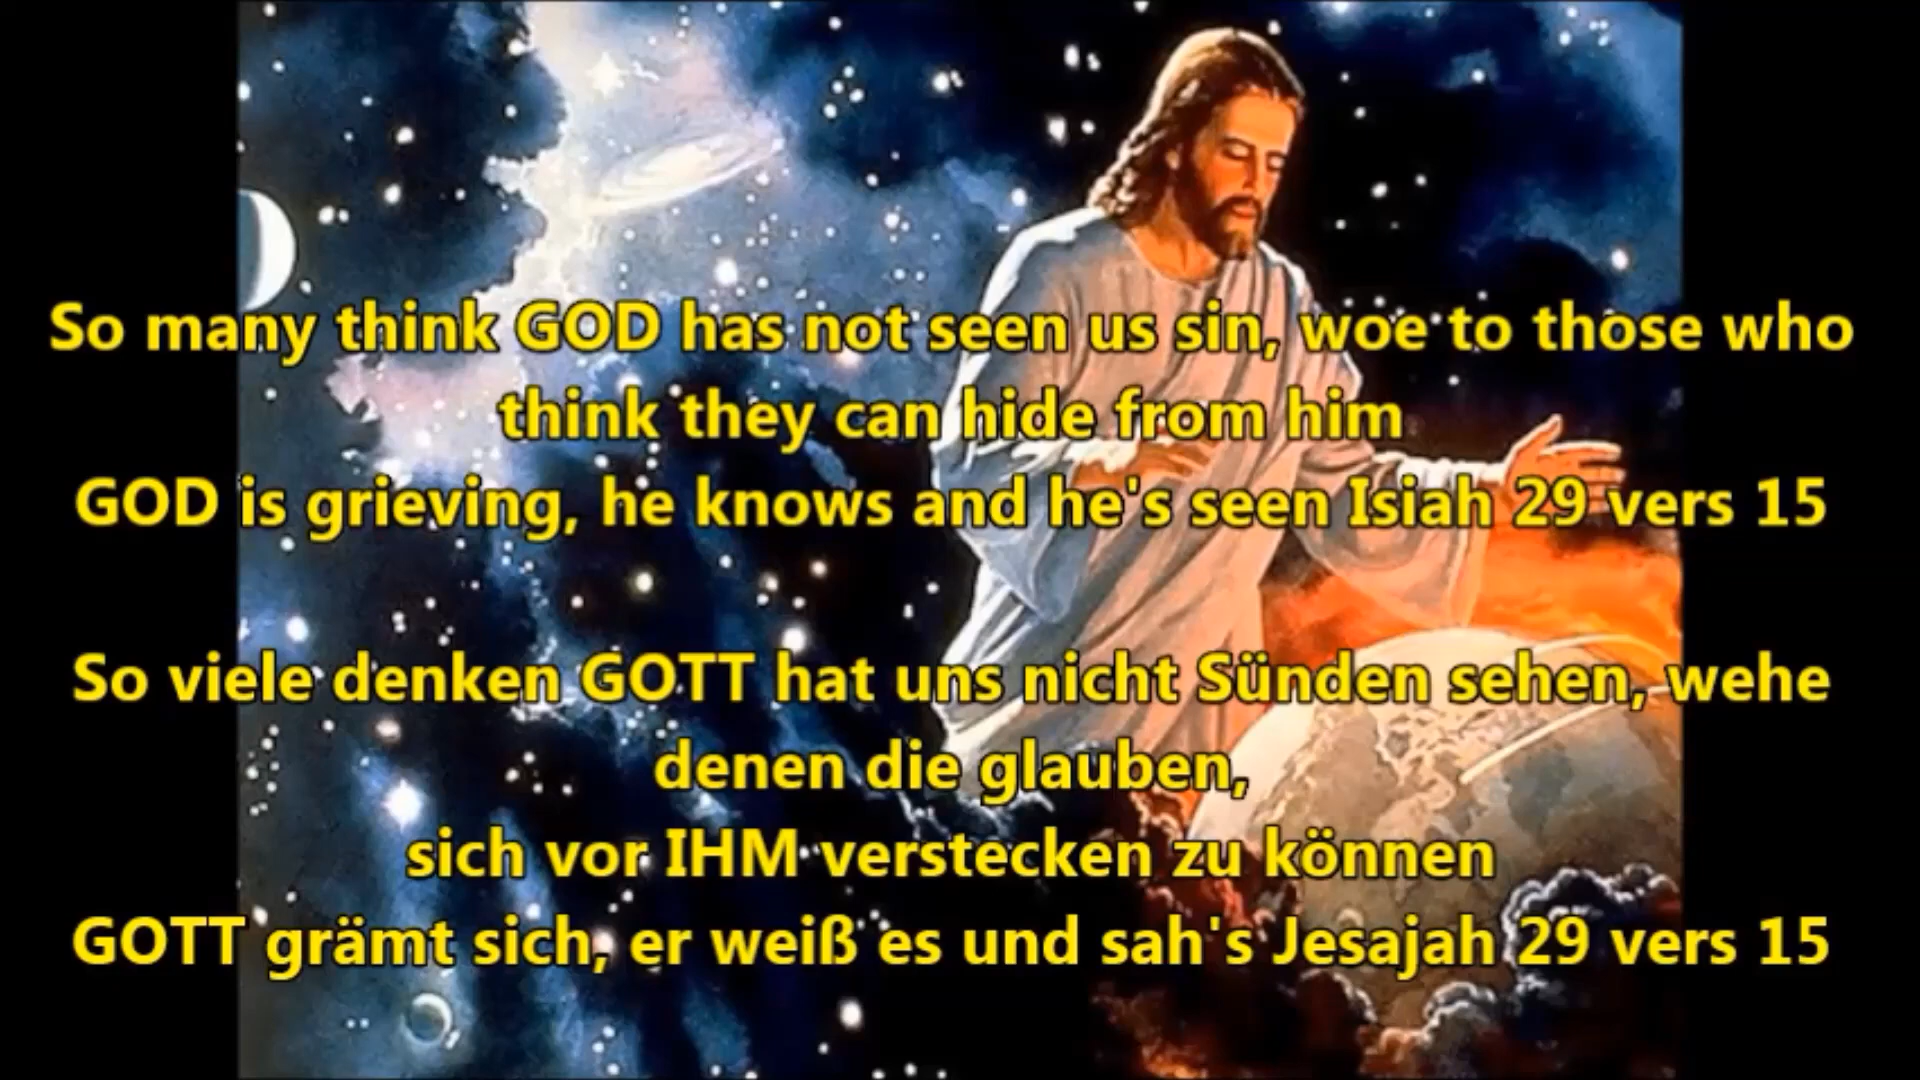 So many think GOD has not seen us sin, woe to those who
think they can hide from him
GOD is grieving, he knows and he's seen Isiah 29 vers 15
So viele denken GOTT hat uns nicht Sünden sehen, wehe
denen die glauben,
sich vor IHM verstecken zu können
GOTT grämt sich, er weiß es und sah's Jesajah 29 vers 15